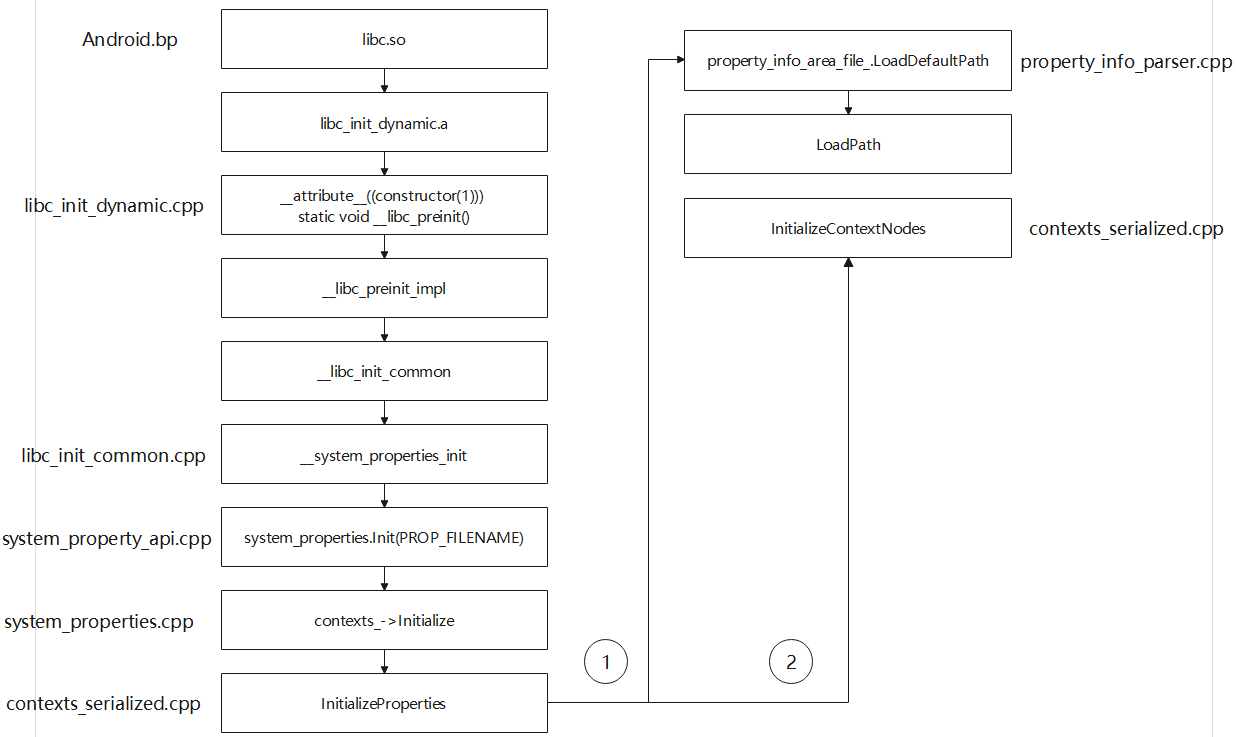 Android.bp
libc.so
libc_init_dynamic.a
libc_init_dynamic.cpp
__attribute__((constructor(1)))
static void __libc_preinit()
__libc_preinit_impl
__libc_init_common
libc_init_common.cpp
__system_properties_init
system_property_api.cpp
system_properties.Init(PROP_FILENAME)
system_properties.cpp
contexts_->Initialize
contexts_serialized.cpp
InitializeProperties
1
2
property_info_area_file_.LoadDefaultPath
property_info_parser.cpp
LoadPath
InitializeContextNodes
contexts_serialized.cpp